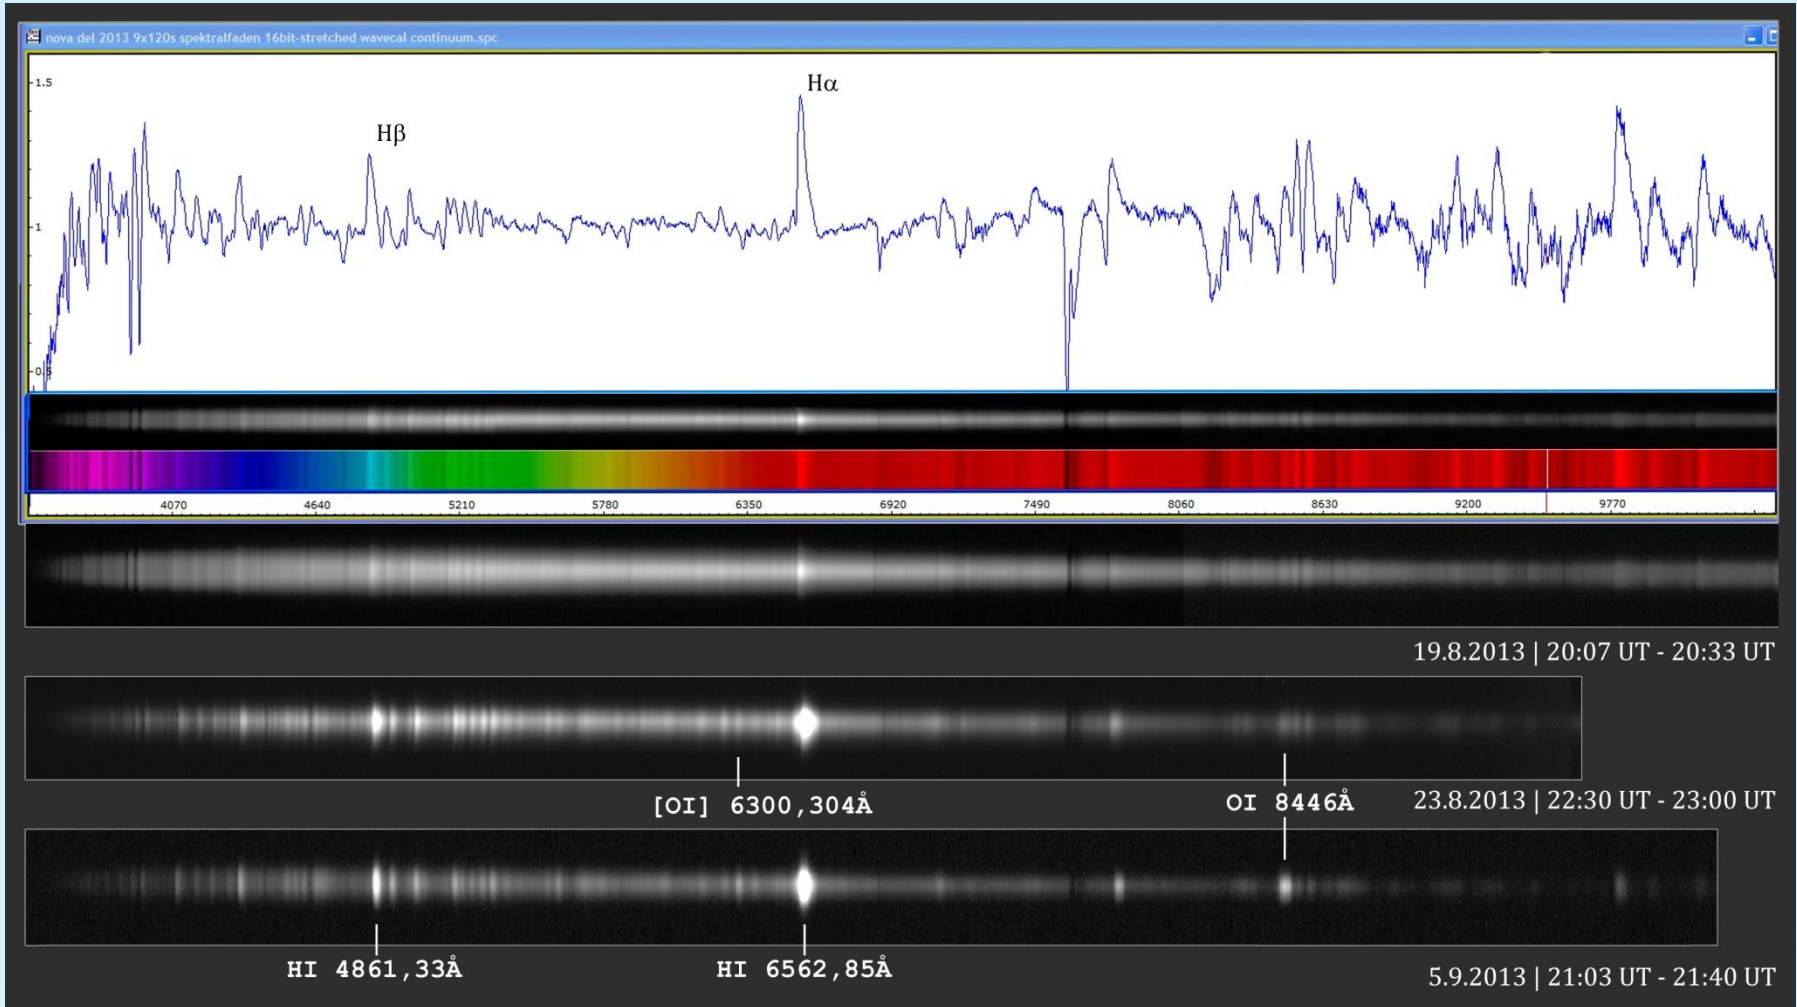 nova del 2013 9x120s spektralfaden 16bit-stretched wavecal continuum.spc
1.5
Hα
Hβ
1
0.5
4070 4640 5210 5780 6350 6920 7490 8060 8630 9200 9770
19.8.2013 | 20:07 UT - 20:33 UT
[OI] 6300,304Å OI 8446Å 23.8.2013 | 22:30 UT - 23:00 UT
HI 4861,33Å HI 6562,85Å
5.9.2013 | 21:03 UT - 21:40 UT